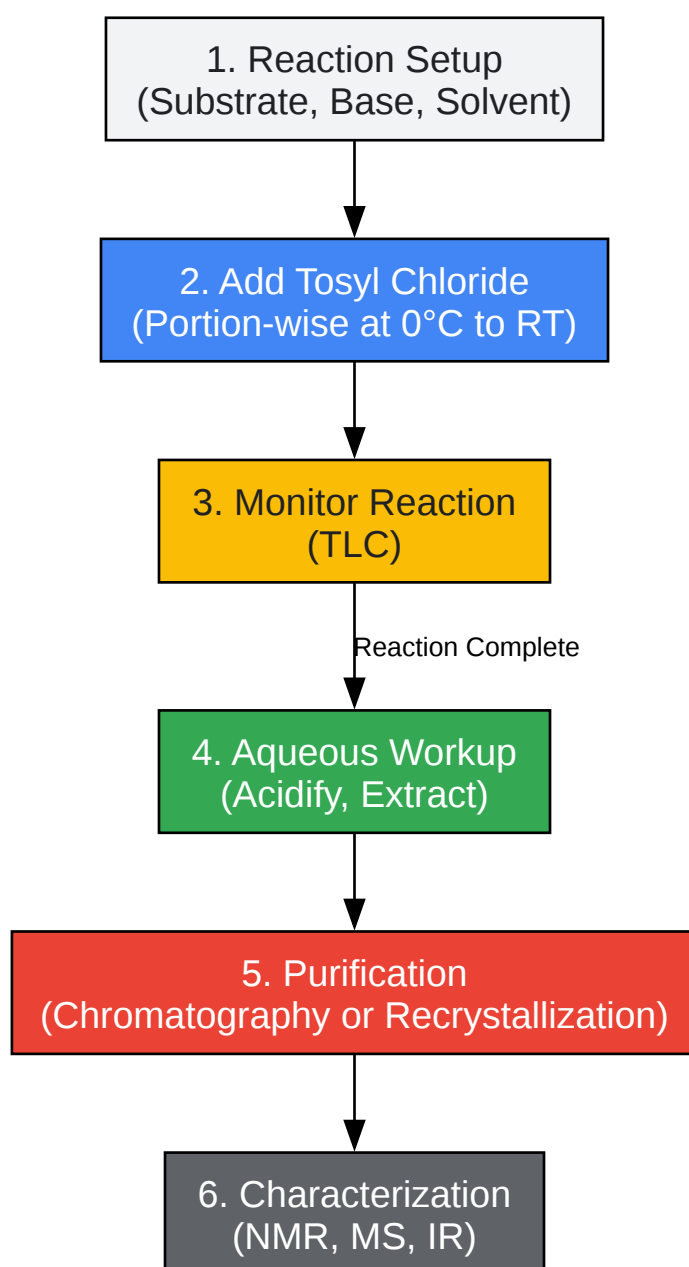 1. Reaction Setup
(Substrate, Base, Solvent)
2. Add Tosyl Chloride
(Portion-wise at 0°C to RT)
3. Monitor Reaction
(TLC)
Reaction Complete
4. Aqueous Workup
(Acidify, Extract)
5. Purification
(Chromatography or Recrystallization)
6. Characterization
(NMR, MS, IR)